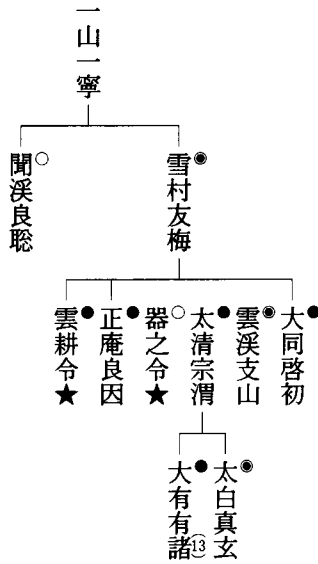 一山一寧
◉雪村友梅
○聞渓良聡
●大同啓初
◉雲渓支山
●太清宗渭
○器之令★
●正庵良因
●雲耕令★
◉太白真玄
●大有有諸(13)